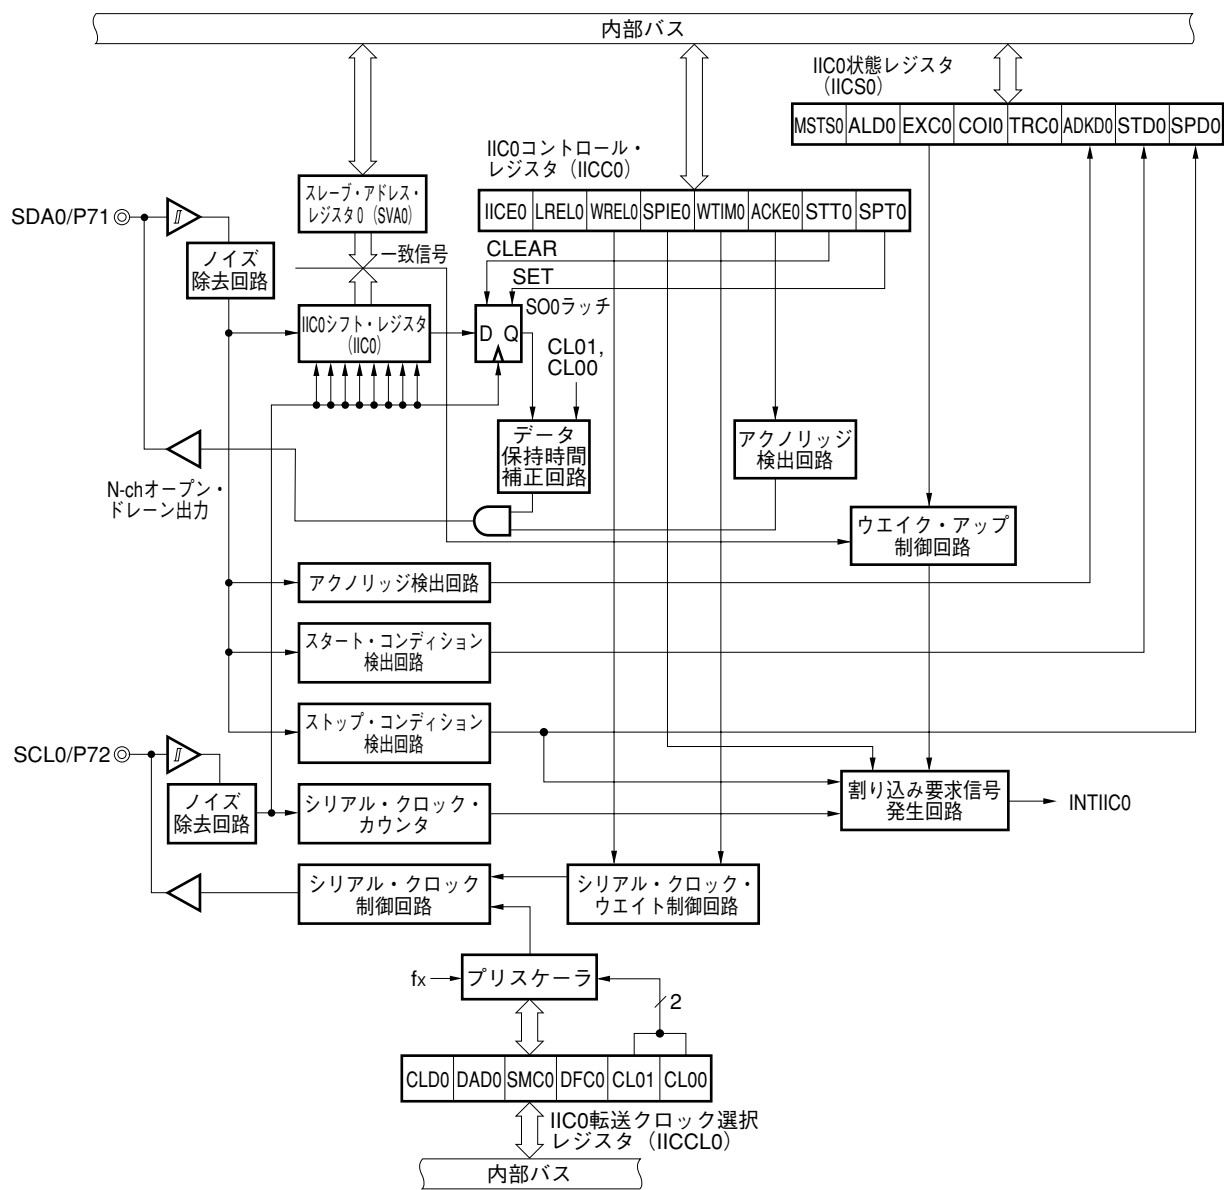 内部バス
IIC0状態レジスタ
（IICS0）
MSTS0 ALD0 EXC0 COI0 TRC0 ADKD0 STD0 SPD0
IIC0コントロール・
レジスタ（IICC0）
IICE0 LREL0 WREL0 SPIE0 WTIM0 ACKE0 STT0 SPT0
スレーブ・アドレス・
レジスタ0（SVA0）
SDA0/P71
ノイズ
除去回路
一致信号
CLEAR
SET
SO0ラッチ
IIC0シフト・レジスタ
（IIC0）
D Q
CL01,
CL00
データ
保持時間
補正回路
アクノリッジ
検出回路
N-chオープン・
ドレーン出力
ウエイク・アップ
制御回路
アクノリッジ検出回路
スタート・コンディション
検出回路
ストップ・コンディション
検出回路
SCL0/P72
ノイズ
除去回路
シリアル・クロック・
カウンタ
割り込み要求信号
発生回路
INTIIC0
シリアル・クロック
制御回路
シリアル・クロック・
ウエイト制御回路
fx
プリスケーラ
2
CLD0 DAD0 SMC0 DFC0 CL01 CL00
IIC0転送クロック選択
レジスタ（IICCL0）
内部バス